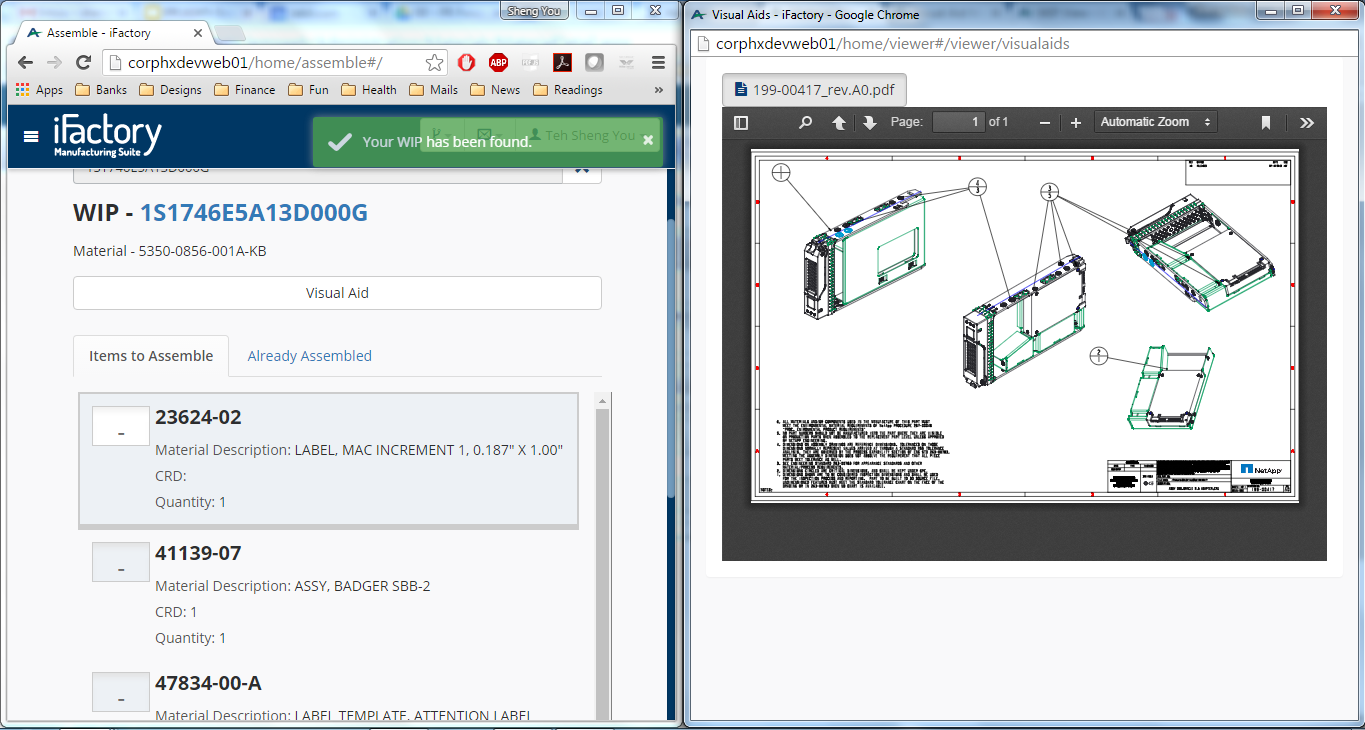 Sheng You
Assemble - iFactory
corphxdevweb01/home/assemble#/
ABP
Apps Banks Designs Finance Fun Health Mails News Readings »
iFactory
Manufacturing Suite
Your WIP has been found.
Teh Sheng You
1S1746E5A13D000G
WIP - 1S1746E5A13D000G
Material - 5350-0856-001A-KB
Visual Aid
Items to Assemble Already Assembled
23624-02
Material Description: LABEL, MAC INCREMENT 1, 0.187" X 1.00"
CRD:
Quantity: 1
41139-07
Material Description: ASSY, BADGER SBB-2
CRD: 1
Quantity: 1
47834-00-A
Material Description: LABEL TEMPLATE, ATTENTION LABEL
Visual Aids - iFactory - Google Chrome
corphxdevweb01/home/viewer#/viewer/visualaids
199-00417_rev.A0.pdf
Page: 1 of 1
Automatic Zoom
NetApp